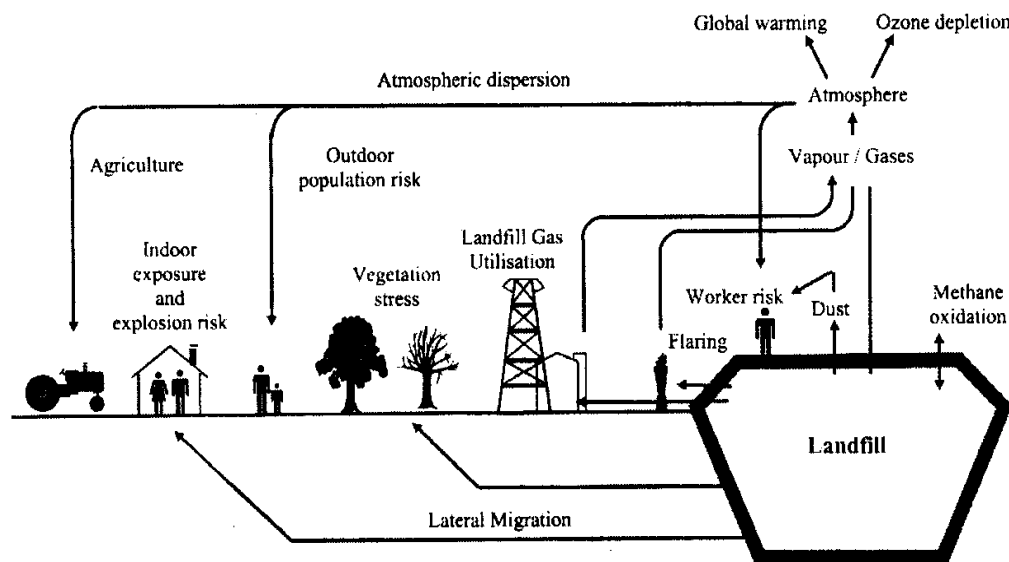 Global warming
Ozone depletion
Atmospheric dispersion
Atmosphere
Agriculture
Outdoor
population risk
Vapour / Gases
Indoor
exposure
and
explosion risk
Vegetation
stress
Landfill Gas
Utilisation
Worker risk
Dust
Methane
oxidation
Flaring
Landfill
Lateral Migration